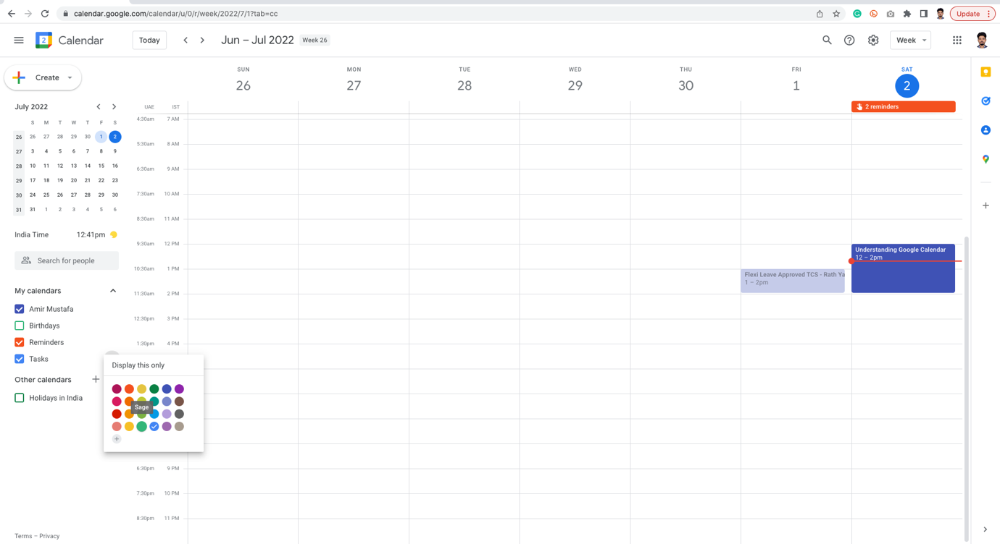 calendar.google.com/calendar/u/0/r/week/2022/7/1?tab=cc
Update
2
Calendar
Today
Jun – Jul 2022
Week 26
Week
Create
July 2022
S M T W T F S
26 26 27 28 29 30 1 2
27 3 4 5 6 7 8 9
28 10 11 12 13 14 15 16
29 17 18 19 20 21 22 23
30 24 25 26 27 28 29 30
31 31 1 2 3 4 5 6
India Time 12:41pm
Search for people
My calendars
Amir Mustafa
Birthdays
Reminders
Tasks
Other calendars
Holidays in India
Display this only
Sage
Terms – Privacy
SUN MON TUE WED THU FRI SAT
26 27 28 29 30 1 2
UAE IST
2 reminders
4:30am 7 AM
5:30am 8 AM
6:30am 9 AM
7:30am 10 AM
8:30am 11 AM
9:30am 12 PM
Understanding Google Calendar
12 – 2pm
10:30am 1 PM
Flexi Leave Approved TCS - Rath Ya
1 – 2pm
11:30am 2 PM
12:30pm 3 PM
1:30pm 4 PM
6:30pm 9 PM
7:30pm 10 PM
8:30pm 11 PM